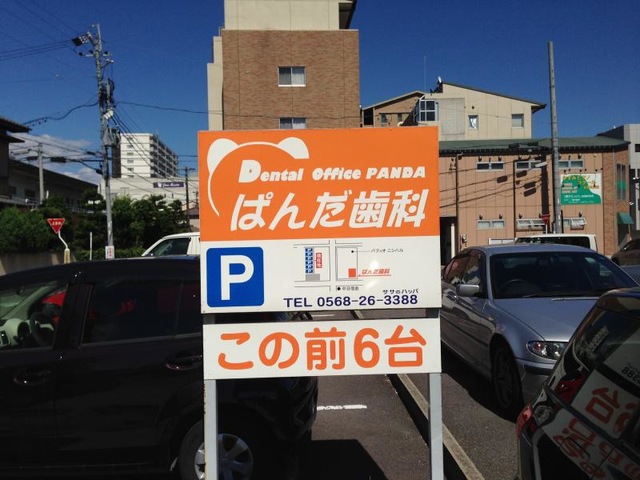 Dental Office PANDA
ぱんだ歯科
P
パフィオ ニシハル
ぱんだ歯科
ササのハッパ
TEL 0568-26-3388
この前6台